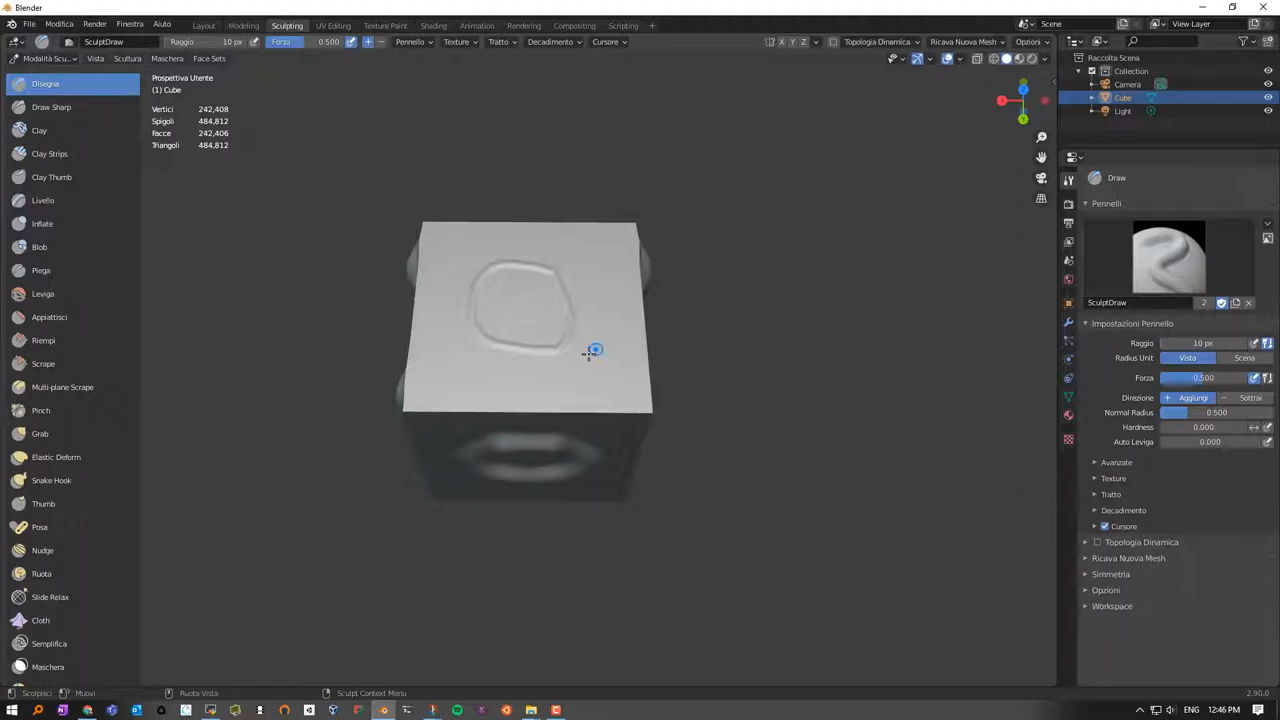 Blender
File Modifica Render Finestra Aiuto Layout Modeling Sculpting UV Editing Texture Paint Shading Animation Rendering Compositing Scripting + Scene View Layer
SculptDraw Raggio 10 px Forza 0.500 + − Pennello Texture Tratto Decadimento Cursore X Y Z Topologia Dinamica Ricava Nuova Mesh Opzioni
Modalità Scu... Vista Scultura Maschera Face Sets
Raccolta Scena
Collection
Camera
Cube
Light
Prospettiva Utente
(1) Cube
Vertici 242,408
Spigoli 484,812
Facce 242,406
Triangoli 484,812
Disegna
Draw Sharp
Clay
Clay Strips
Clay Thumb
Livello
Inflate
Blob
Piega
Leviga
Appiattisci
Riempi
Scrape
Multi-plane Scrape
Pinch
Grab
Elastic Deform
Snake Hook
Thumb
Posa
Nudge
Ruota
Slide Relax
Cloth
Semplifica
Maschera
Draw
Pennelli
SculptDraw 2
Impostazioni Pennello
Raggio 10 px
Radius Unit Vista Scena
Forza 0.500
Direzione + Aggiungi − Sottrai
Normal Radius 0.500
Hardness 0.000
Auto Leviga 0.000
Avanzate
Texture
Tratto
Decadimento
Cursore
Topologia Dinamica
Ricava Nuova Mesh
Simmetria
Opzioni
Workspace
Scolpisci Muovi Ruota Vista Sculpt Context Menu 2.90.0
12:46 PM